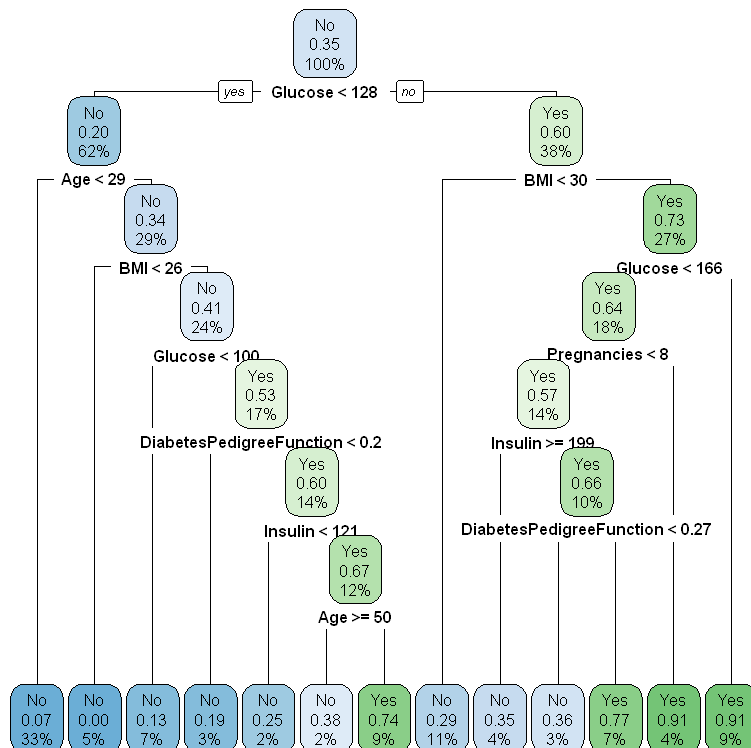 No
0.35
100%
yes Glucose < 128 no
No
0.20
62%
Yes
0.60
38%
Age < 29
BMI < 30
No
0.34
29%
Yes
0.73
27%
BMI < 26
Glucose < 166
No
0.41
24%
Yes
0.64
18%
Glucose < 100
Pregnancies < 8
Yes
0.53
17%
Yes
0.57
14%
DiabetesPedigreeFunction < 0.2
Insulin >= 199
Yes
0.60
14%
Yes
0.66
10%
Insulin < 121
DiabetesPedigreeFunction < 0.27
Yes
0.67
12%
Age >= 50
No No No No No No Yes No No No Yes Yes Yes
0.07 0.00 0.13 0.19 0.25 0.38 0.74 0.29 0.35 0.36 0.77 0.91 0.91
33% 5% 7% 3% 2% 2% 9% 11% 4% 3% 7% 4% 9%